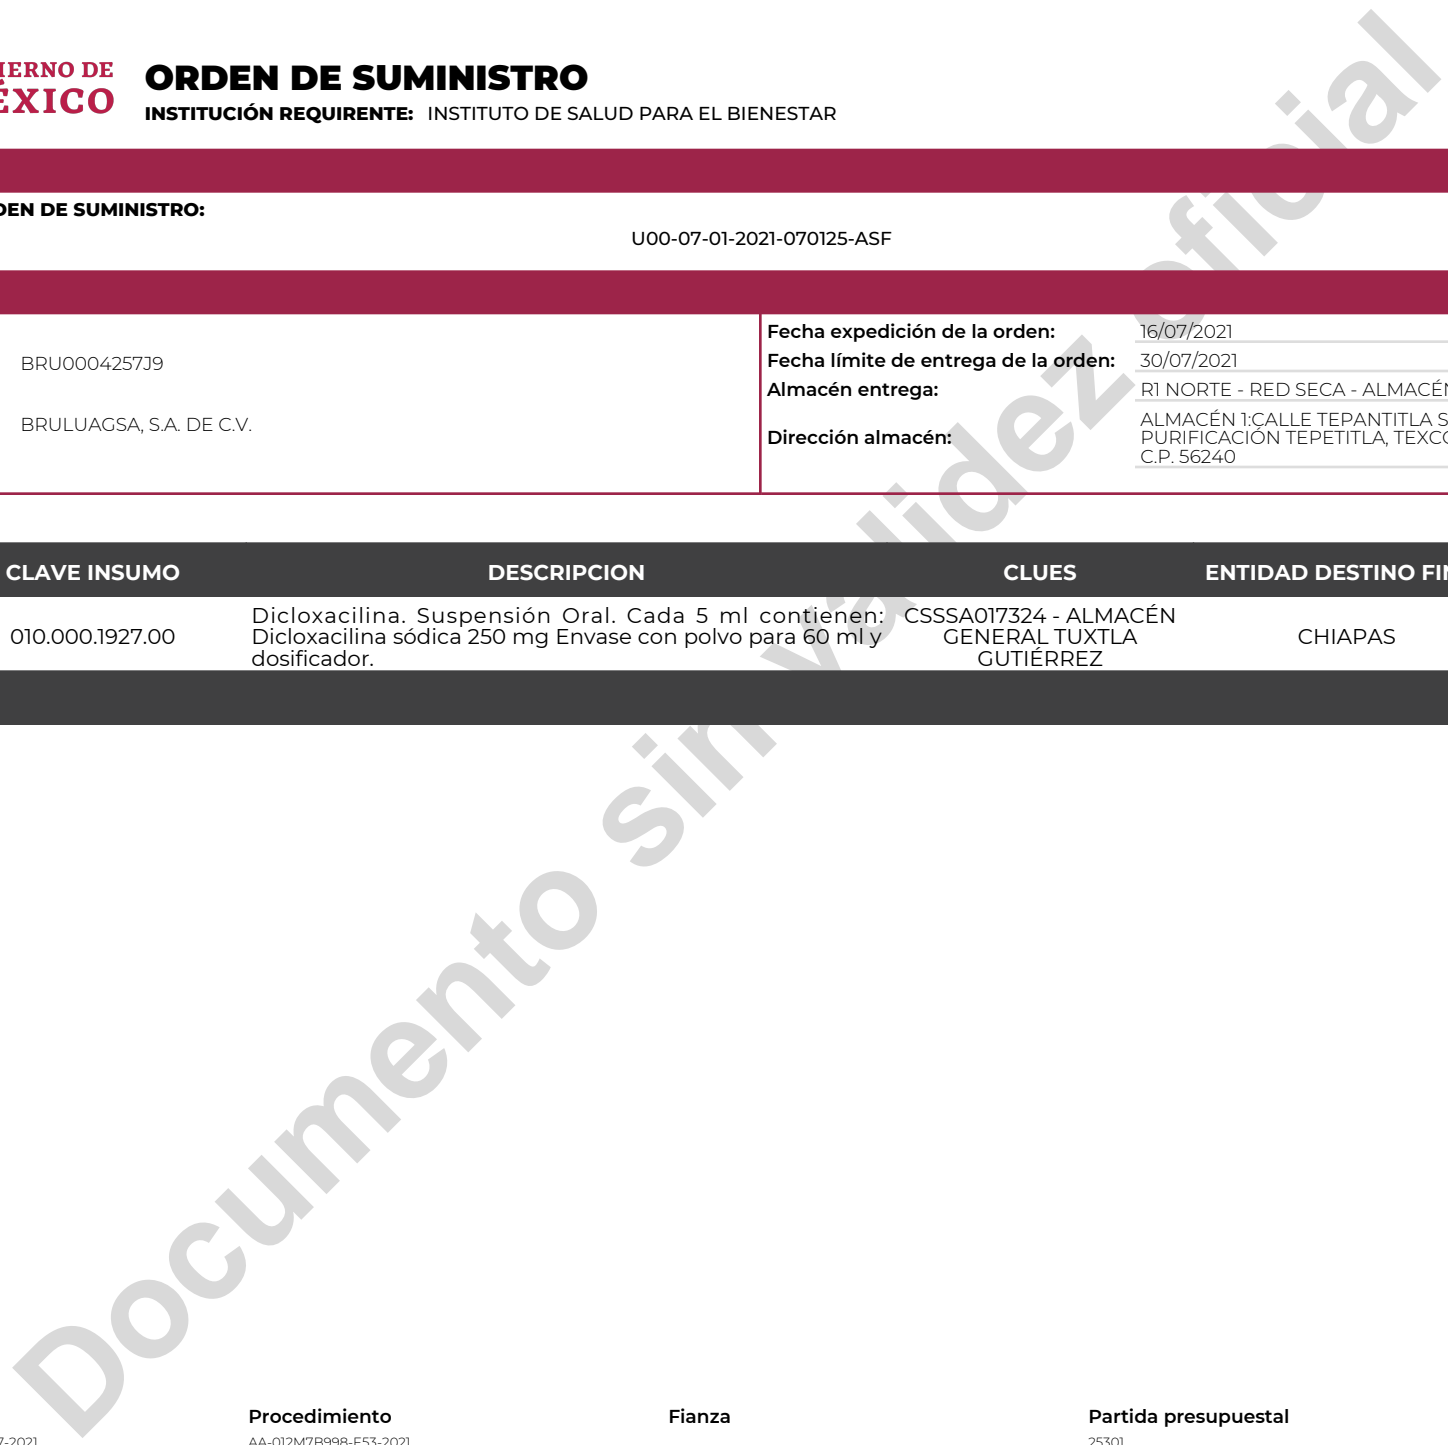 IERNO DE
ÉXICO
ORDEN DE SUMINISTRO
INSTITUCIÓN REQUIRENTE: INSTITUTO DE SALUD PARA EL BIENESTAR
DEN DE SUMINISTRO:
U00-07-01-2021-070125-ASF
BRU0004257J9
BRULUAGSA, S.A. DE C.V.
Fecha expedición de la orden: 16/07/2021
Fecha límite de entrega de la orden: 30/07/2021
Almacén entrega: R1 NORTE - RED SECA - ALMACÉN
Dirección almacén: ALMACÉN 1:CALLE TEPANTITLA S
PURIFICACIÓN TEPETITLA, TEXCO
C.P. 56240
CLAVE INSUMO DESCRIPCION CLUES ENTIDAD DESTINO FIN
010.000.1927.00
Dicloxacilina. Suspensión Oral. Cada 5 ml contienen:
Dicloxacilina sódica 250 mg Envase con polvo para 60 ml y
dosificador.
CSSSA017324 - ALMACÉN
GENERAL TUXTLA
GUTIÉRREZ
CHIAPAS
Documento sin validez oficial
Procedimiento Fianza Partida presupuestal
7-2021 AA-012M7B998-E53-2021 25301